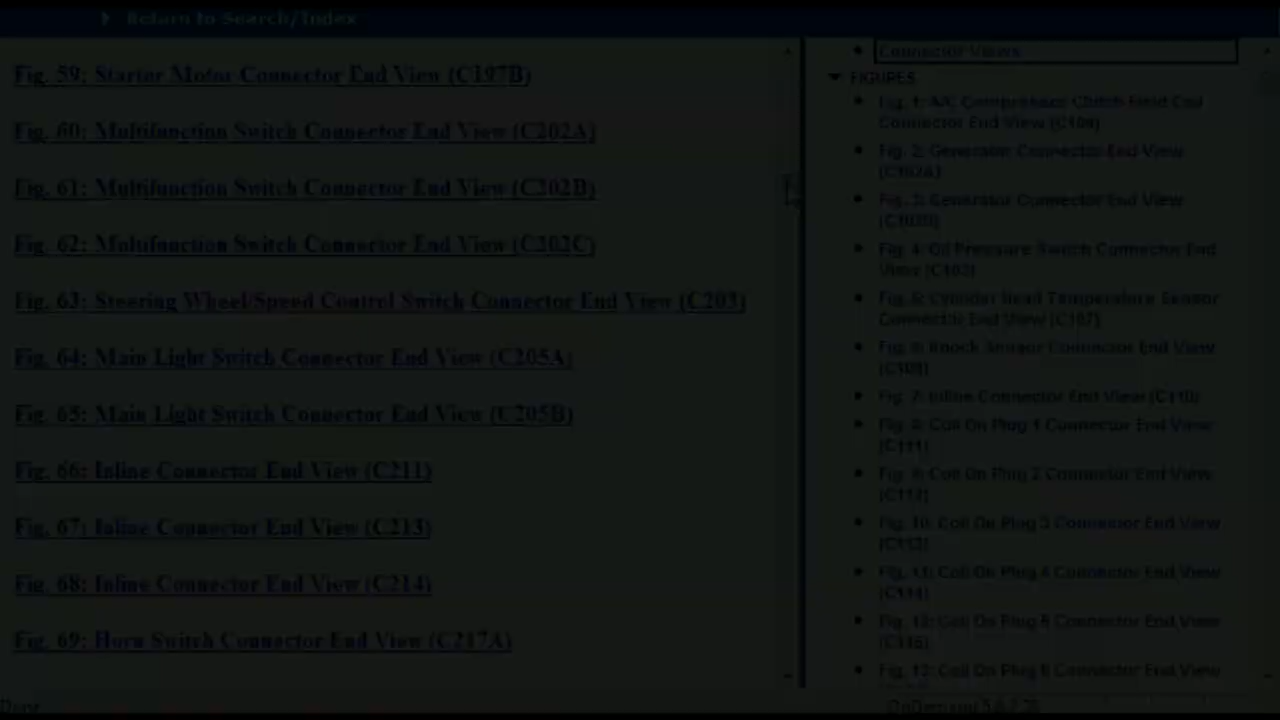 Return to Search/Index
Fig. 59: Starter Motor Connector End View (C197B)
Fig. 60: Multifunction Switch Connector End View (C202A)
Fig. 61: Multifunction Switch Connector End View (C202B)
Fig. 62: Multifunction Switch Connector End View (C202C)
Fig. 63: Steering Wheel/Speed Control Switch Connector End View (C203)
Fig. 64: Main Light Switch Connector End View (C205A)
Fig. 65: Main Light Switch Connector End View (C205B)
Fig. 66: Inline Connector End View (C211)
Fig. 67: Inline Connector End View (C213)
Fig. 68: Inline Connector End View (C214)
Fig. 69: Horn Switch Connector End View (C217A)
Done
Connector Views
FIGURES
Fig. 1: A/C Compressor Clutch Field Coil
Connector End View (C104)
Fig. 2: Generator Connector End View
(C102A)
Fig. 3: Generator Connector End View
(C102B)
Fig. 4: Oil Pressure Switch Connector End
View (C103)
Fig. 5: Cylinder Head Temperature Sensor
Connector End View (C107)
Fig. 6: Knock Sensor Connector End View
Fig. 7: Inline Connector End View (C110)
Fig. 8: Coil On Plug 1 Connector End View
(C111)
Fig. 9: Coil On Plug 2 Connector End View
(C112)
Fig. 10: Coil On Plug 3 Connector End View
(C113)
Fig. 11: Coil On Plug 4 Connector End View
(C114)
Fig. 12: Coil On Plug 5 Connector End View
(C115)
Fig. 13: Coil On Plug 6 Connector End View
OnDemand